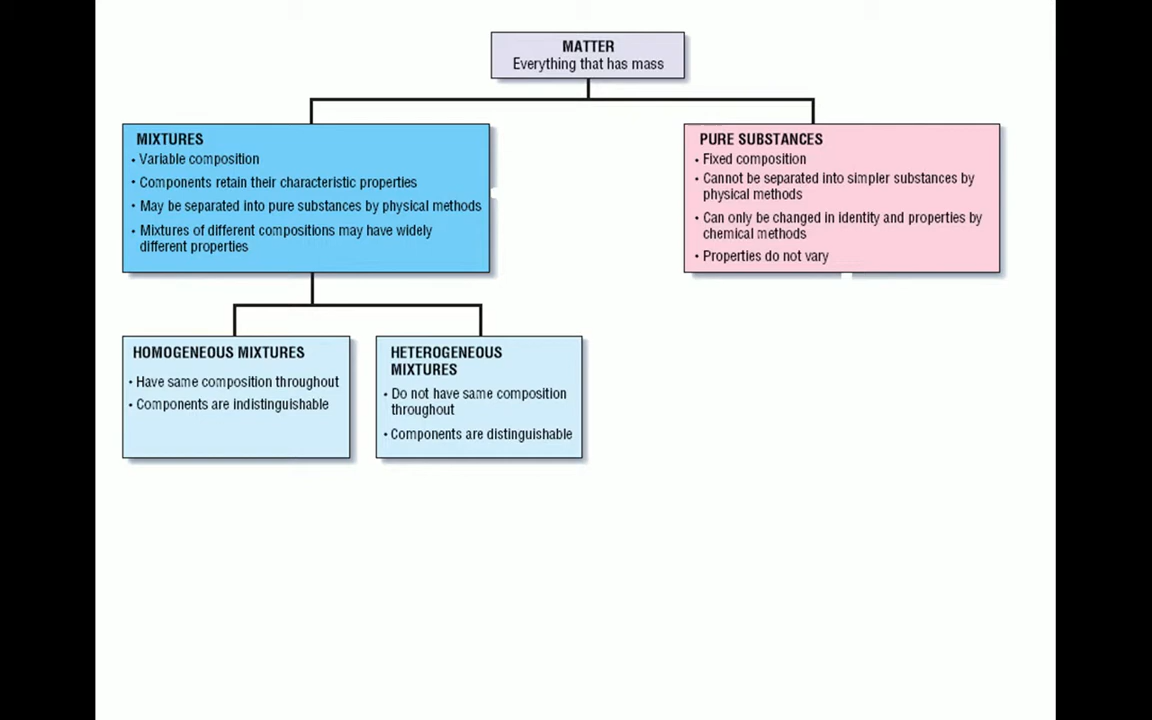 MATTER
Everything that has mass
MIXTURES
• Variable composition
• Components retain their characteristic properties
• May be separated into pure substances by physical methods
• Mixtures of different compositions may have widely
different properties
PURE SUBSTANCES
• Fixed composition
• Cannot be separated into simpler substances by
physical methods
• Can only be changed in identity and properties by
chemical methods
• Properties do not vary
HOMOGENEOUS MIXTURES
• Have same composition throughout
• Components are indistinguishable
HETEROGENEOUS
MIXTURES
• Do not have same composition
throughout
• Components are distinguishable